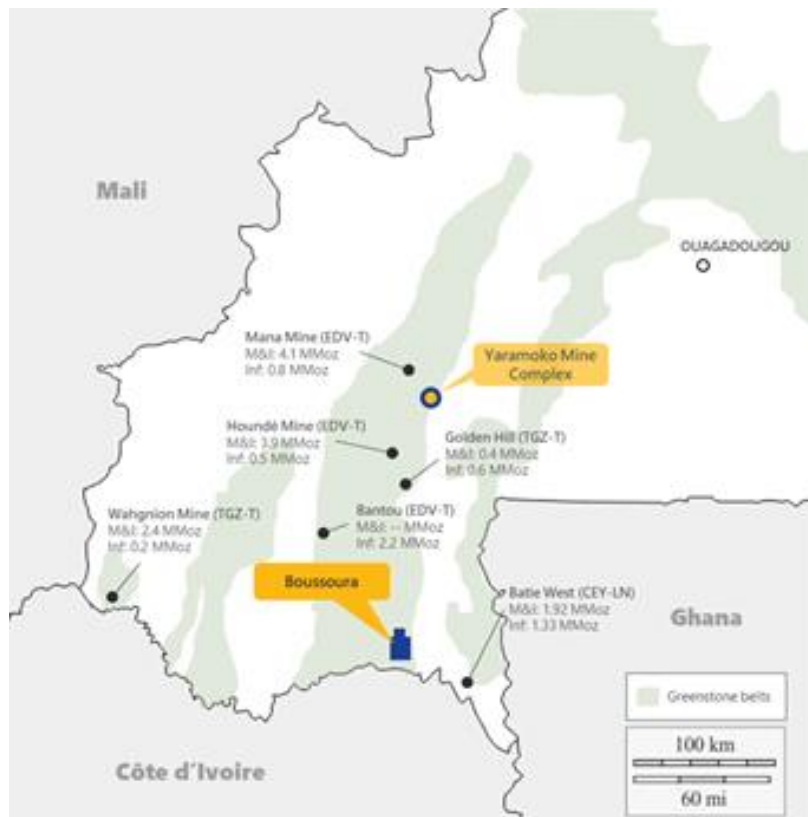 Mali
OUAGADOUGOU
Mana Mine (EDV-T)
M&I: 4.1 MMoz
Inf: 0.8 MMoz
Yaramoko Mine
Complex
Houndé Mine (EDV-T)
M&I: 3.9 MMoz
Inf: 0.5 MMoz
Golden Hill (TGZ-T)
M&I: 0.4 MMoz
Inf: 0.6 MMoz
Wahgnion Mine (TGZ-T)
M&I: 2.4 MMoz
Inf: 0.2 MMoz
Bantou (EDV-T)
M&I: -- MMoz
Inf: 2.2 MMoz
Boussoura
Batie West (CEY-LN)
M&I: 1.92 MMoz
Inf: 1.33 MMoz
Ghana
Greenstone belts
Côte d'Ivoire
100 km
60 mi